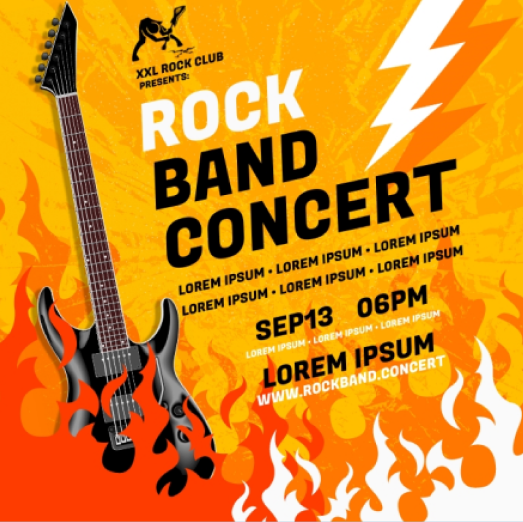 XXL ROCK CLUB
PRESENTS:
ROCK
BAND
CONCERT
LOREM IPSUM • LOREM IPSUM • LOREM IPSUM
LOREM IPSUM • LOREM IPSUM • LOREM IPSUM
SEP13 06PM
LOREM IPSUM • LOREM IPSUM • LOREM IPSUM
LOREM IPSUM
WWW.ROCKBAND.CONCERT